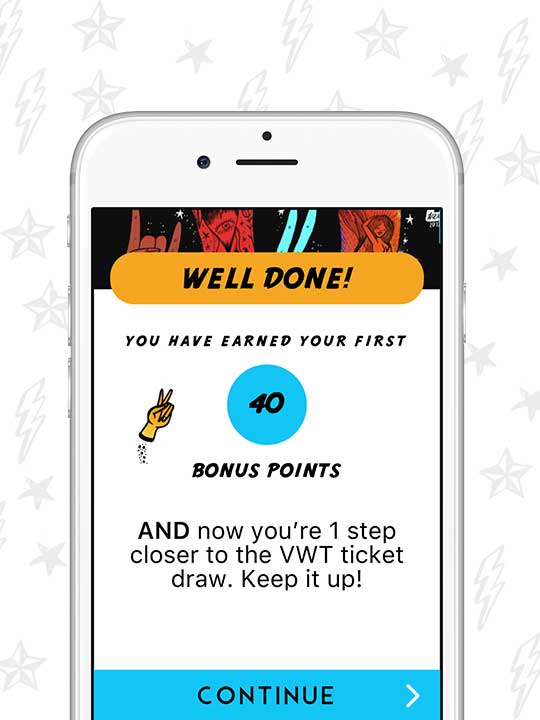 WELL DONE!
YOU HAVE EARNED YOUR FIRST
40
BONUS POINTS
AND now you're 1 step
closer to the VWT ticket
draw. Keep it up!
CONTINUE